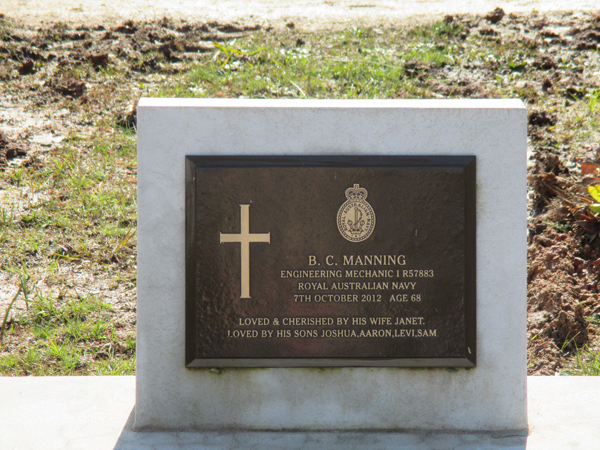 B. C. MANNING
ENGINEERING MECHANIC I R57883
ROYAL AUSTRALIAN NAVY
7TH OCTOBER 2012 AGE 68
LOVED & CHERISHED BY HIS WIFE JANET.
LOVED BY HIS SONS JOSHUA,AARON,LEVI,SAM